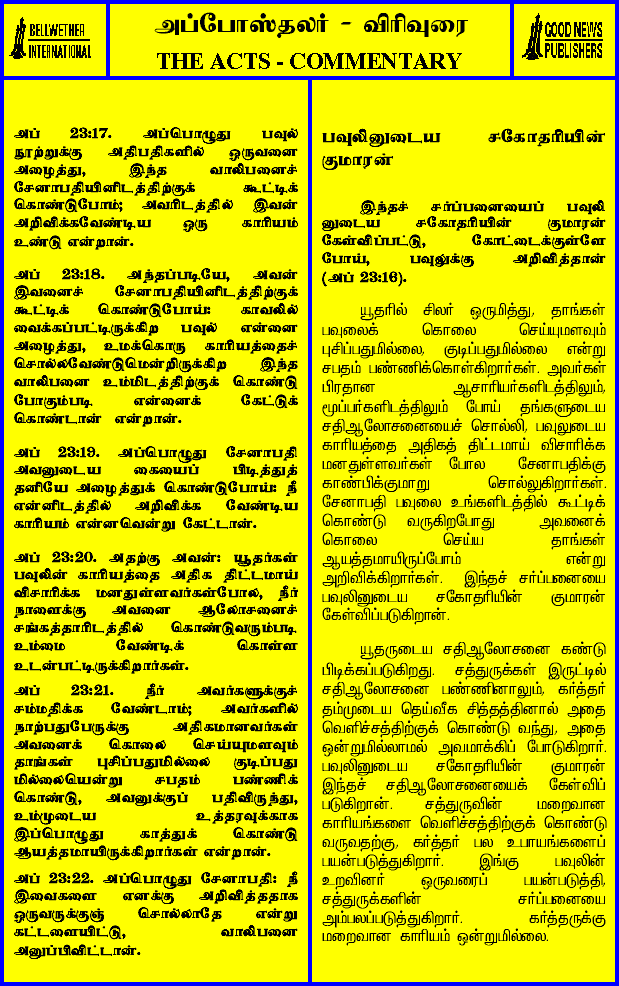 BELLWETHER
INTERNATIONAL
அப்போஸ்தலர் - விரிவுரை
THE ACTS - COMMENTARY
GOOD NEWS
PUBLISHERS
அப் 23:17. அப்பொழுது பவுல்
நூற்றுக்கு அதிபதிகளில் ஒருவனை
அழைத்து, இந்த வாலிபனைச்
சேனாபதியினிடத்திற்குக் கூட்டிக்
கொண்டுபோம்; அவரிடத்தில் இவன்
அறிவிக்கவேண்டிய ஒரு காரியம்
உண்டு என்றான்.
அப் 23:18. அந்தப்படியே, அவன்
இவனைச் சேனாபதியினிடத்திற்குக்
கூட்டிக் கொண்டுபோய்: காவலில்
வைக்கப்பட்டிருக்கிற பவுல் என்னை
அழைத்து, உமக்கொரு காரியத்தைச்
சொல்லவேண்டுமென்றிருக்கிற இந்த
வாலிபனை உம்மிடத்திற்குக் கொண்டு
போகும்படி என்னைக் கேட்டுக்
கொண்டான் என்றான்.
அப் 23:19. அப்பொழுது சேனாபதி
அவனுடைய கையைப் பிடித்துத்
தனியே அழைத்துக் கொண்டுபோய்: நீ
என்னிடத்தில் அறிவிக்க வேண்டிய
காரியம் என்னவென்று கேட்டான்.
அப் 23:20. அதற்கு அவன்: யூதர்கள்
பவுலின் காரியத்தை அதிக திட்டமாய்
விசாரிக்க மனதுள்ளவர்கள்போல, நீர்
நாளைக்கு அவனை ஆலோசனைச்
சங்கத்தாரிடத்தில் கொண்டுவரும்படி
உம்மை வேண்டிக் கொள்ள
உடன்பட்டிருக்கிறார்கள்.
அப் 23:21. நீர் அவர்களுக்குச்
சம்மதிக்க வேண்டாம்; அவர்களில்
நாற்பதுபேருக்கு அதிகமானவர்கள்
அவனைக் கொலை செய்யுமளவும்
தாங்கள் புசிப்பதுமில்லை குடிப்பது
மில்லையென்று சபதம் பண்ணிக்
கொண்டு, அவனுக்குப் பதிவிருந்து,
உம்முடைய உத்தரவுக்காக
இப்பொழுது காத்துக் கொண்டு
ஆயத்தமாயிருக்கிறார்கள் என்றான்.
அப் 23:22. அப்பொழுது சேனாபதி: நீ
இவைகளை எனக்கு அறிவித்ததாக
ஒருவருக்குஞ் சொல்லாதே என்று
கட்டளையிட்டு, வாலிபனை
அனுப்பிவிட்டான்.
பவுலினுடைய சகோதரியின்
குமாரன்
இந்தச் சர்ப்பனையைப் பவுலி
னுடைய சகோதரியின் குமாரன்
கேள்விப்பட்டு, கோட்டைக்குள்ளே
போய், பவுலுக்கு அறிவித்தான்
(அப் 23:16).
யூதரில் சிலர் ஒருமித்து, தாங்கள்
பவுலைக் கொலை செய்யுமளவும்
புசிப்பதுமில்லை, குடிப்பதுமில்லை என்று
சபதம் பண்ணிக்கொள்கிறார்கள். அவர்கள்
பிரதான ஆசாரியர்களிடத்திலும்,
மூப்பர்களிடத்திலும் போய் தங்களுடைய
சதிஆலோசனையைச் சொல்லி, பவுலுடைய
காரியத்தை அதிகத் திட்டமாய் விசாரிக்க
மனதுள்ளவர்கள் போல சேனாபதிக்கு
காண்பிக்குமாறு சொல்லுகிறார்கள்.
சேனாபதி பவுலை உங்களிடத்தில் கூட்டிக்
கொண்டு வருகிறபோது அவனைக்
கொலை செய்ய தாங்கள்
ஆயத்தமாயிருப்போம் என்று
அறிவிக்கிறார்கள். இந்தச் சர்ப்பனையை
பவுலினுடைய சகோதரியின் குமாரன்
கேள்விப்படுகிறான்.
யூதருடைய சதிஆலோசனை கண்டு
பிடிக்கப்படுகிறது. சத்துருக்கள் இருட்டில்
சதிஆலோசனை பண்ணினாலும், கர்த்தர்
தம்முடைய தெய்வீக சித்தத்தினால் அதை
வெளிச்சத்திற்குக் கொண்டு வந்து, அதை
ஒன்றுமில்லாமல் அவமாக்கிப் போடுகிறார்.
பவுலினுடைய சகோதரியின் குமாரன்
இந்தச் சதிஆலோசனையைக் கேள்விப்
படுகிறான். சத்துருவின் மறைவான
காரியங்களை வெளிச்சத்திற்குக் கொண்டு
வருவதற்கு, கர்த்தர் பல உபாயங்களைப்
பயன்படுத்துகிறார். இங்கு பவுலின்
உறவினர் ஒருவரைப் பயன்படுத்தி,
சத்துருக்களின் சர்ப்பனையை
அம்பலப்படுத்துகிறார். கர்த்தருக்கு
மறைவான காரியம் ஒன்றுமில்லை.